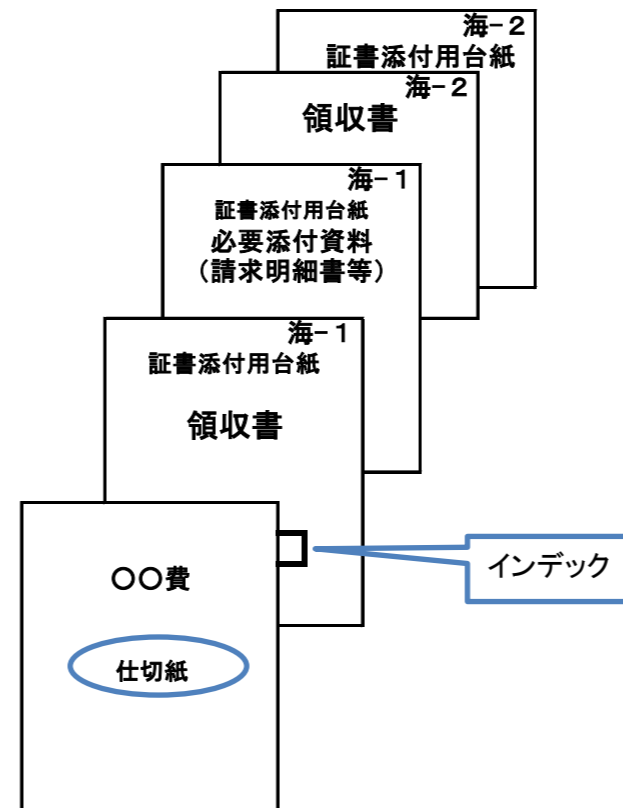 海-２
証書添付用台紙
海-２
領収書
海-１
証書添付用台紙
必要添付資料
（請求明細書等）
海-１
証書添付用台紙
領収書
インデック
〇〇費
仕切紙